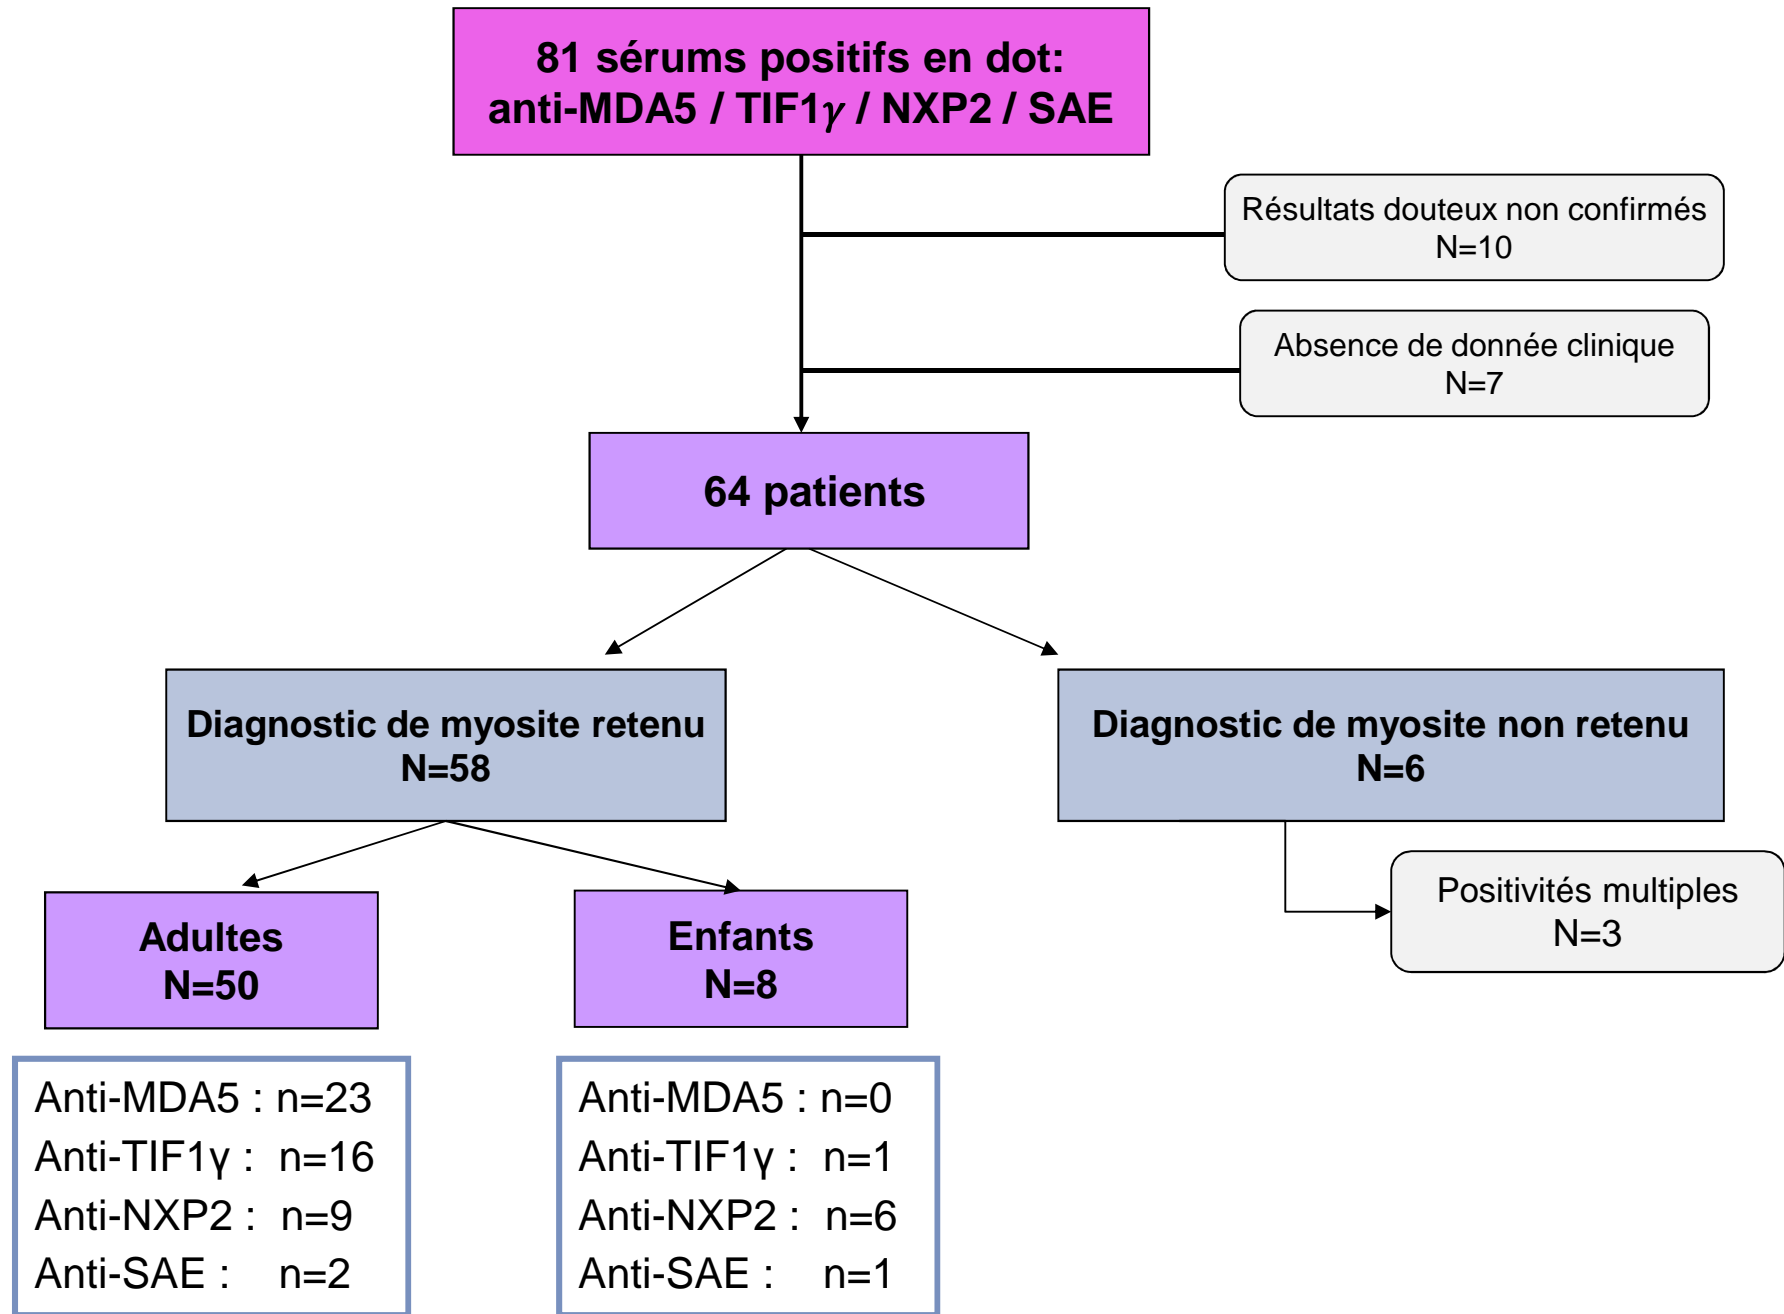 81 sérums positifs en dot:
anti-MDA5 / TIF1γ / NXP2 / SAE
Résultats douteux non confirmés
N=10
Absence de donnée clinique
N=7
64 patients
Diagnostic de myosite retenu
N=58
Diagnostic de myosite non retenu
N=6
Positivités multiples
N=3
Adultes
N=50
Enfants
N=8
Anti-MDA5 : n=23
Anti-TIF1γ : n=16
Anti-NXP2 : n=9
Anti-SAE : n=2
Anti-MDA5 : n=0
Anti-TIF1γ : n=1
Anti-NXP2 : n=6
Anti-SAE : n=1